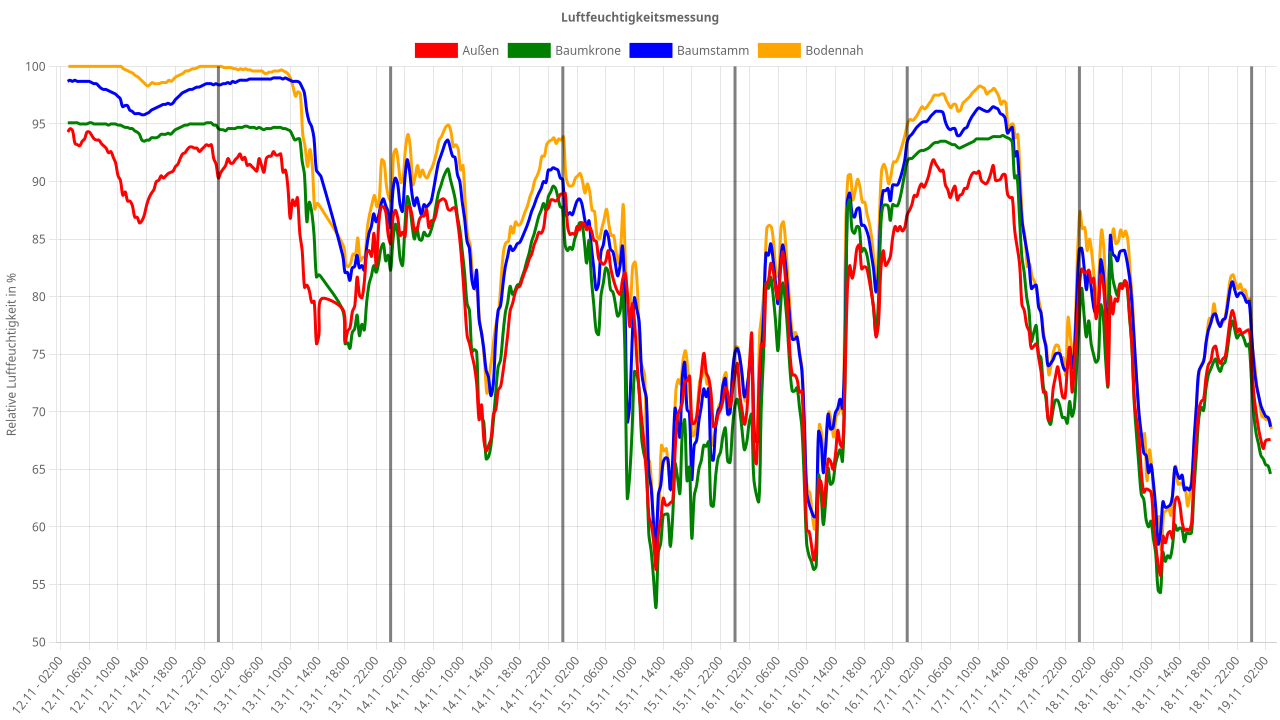 Luftfeuchtigkeitsmessung
Außen
Baumkrone
Baumstamm
Bodennah
Relative Luftfeuchtigkeit in %
100
95
90
85
80
75
70
65
60
55
50
12.11 - 02:00
12.11 - 06:00
12.11 - 10:00
12.11 - 14:00
12.11 - 18:00
12.11 - 22:00
13.11 - 02:00
13.11 - 06:00
13.11 - 10:00
13.11 - 14:00
13.11 - 18:00
13.11 - 22:00
14.11 - 02:00
14.11 - 06:00
14.11 - 10:00
14.11 - 14:00
14.11 - 18:00
14.11 - 22:00
15.11 - 02:00
15.11 - 06:00
15.11 - 10:00
15.11 - 14:00
15.11 - 18:00
15.11 - 22:00
16.11 - 02:00
16.11 - 06:00
16.11 - 10:00
16.11 - 14:00
16.11 - 18:00
16.11 - 22:00
17.11 - 02:00
17.11 - 06:00
17.11 - 10:00
17.11 - 14:00
17.11 - 18:00
17.11 - 22:00
18.11 - 02:00
18.11 - 06:00
18.11 - 10:00
18.11 - 14:00
18.11 - 18:00
18.11 - 22:00
19.11 - 02:00